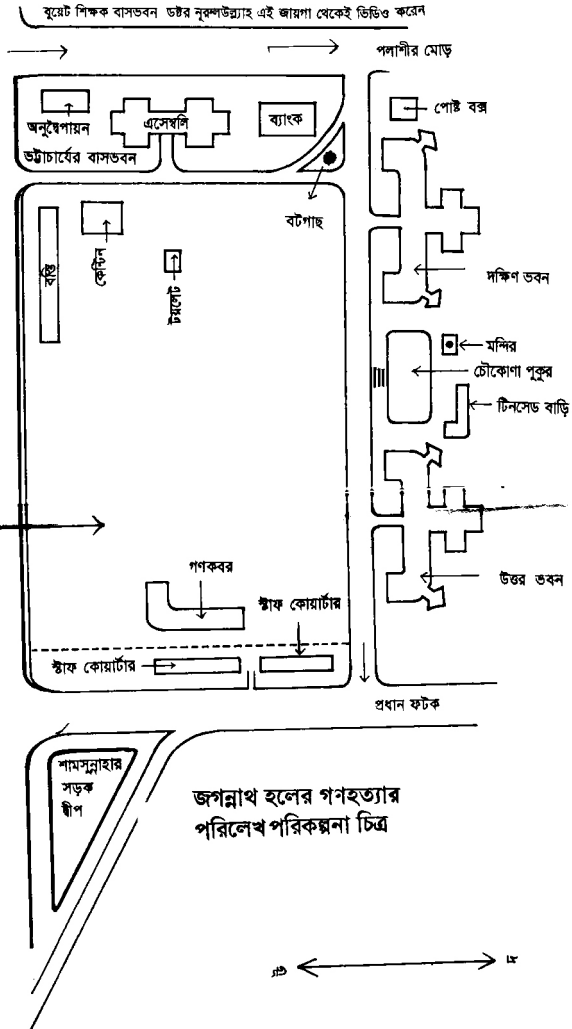 বুয়েট শিক্ষক বাসভবন ডক্টর নূরুলউল্ল্যাহ এই জায়গা থেকেই ভিডিও করেন
পলাশীর মোড়
পোষ্ট বক্স
অনুদ্বৈপায়ন
এসেম্বলি
ব্যাংক
ভট্টাচার্যের বাসভবন
বটগাছ
বস্তি
কেন্টিন
টয়লেট
দক্ষিণ ভবন
মন্দির
চৌকোণা পুকুর
টিনসেড বাড়ি
গণকবর
ষ্টাফ কোয়ার্টার
উত্তর ভবন
ষ্টাফ কোয়ার্টার
প্রধান ফটক
শামসুন্নাহার
সড়ক
দ্বীপ
জগন্নাথ হলের গণহত্যার
পরিলেখ পরিকল্পনা চিত্র